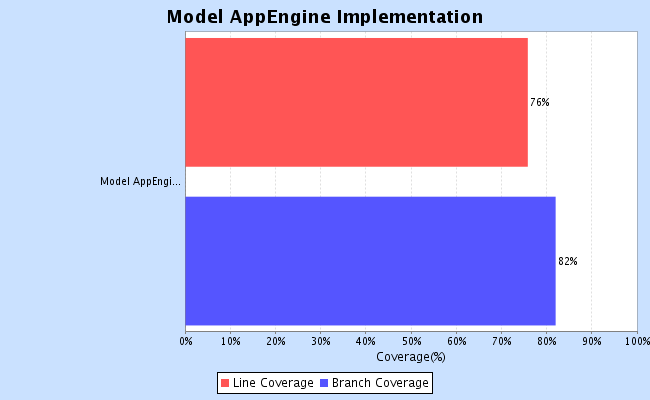 Model AppEngine Implementation
76%
Model AppEngi...
82%
0% 10% 20% 30% 40% 50% 60% 70% 80% 90% 100%
Coverage(%)
Line Coverage Branch Coverage